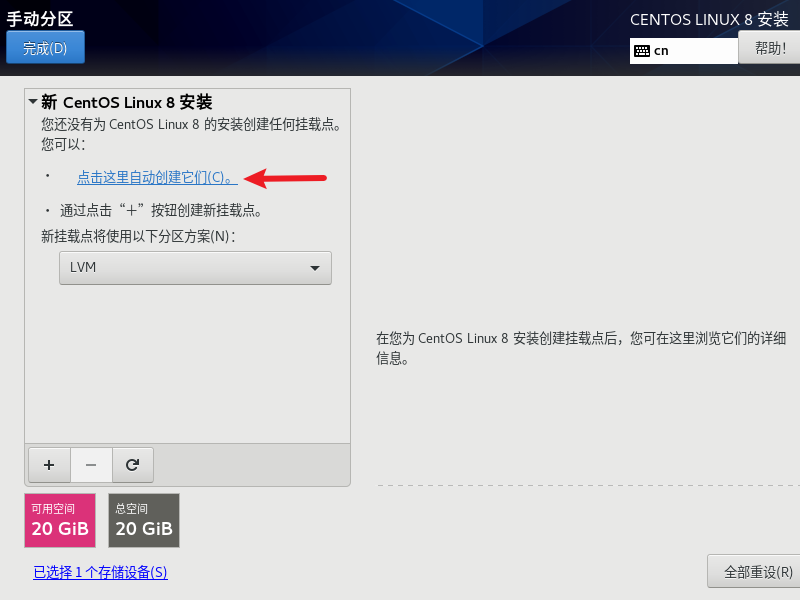 手动分区
CENTOS LINUX 8 安装
完成(D)
cn
帮助!
新 CentOS Linux 8 安装
您还没有为 CentOS Linux 8 的安装创建任何挂载点。
您可以：
• 点击这里自动创建它们(C)。
• 通过点击“＋”按钮创建新挂载点。
新挂载点将使用以下分区方案(N)：
LVM
在您为 CentOS Linux 8 安装创建挂载点后，您可在这里浏览它们的详细
信息。
可用空间
20 GiB
总空间
20 GiB
已选择 1 个存储设备(S)
全部重设(R)